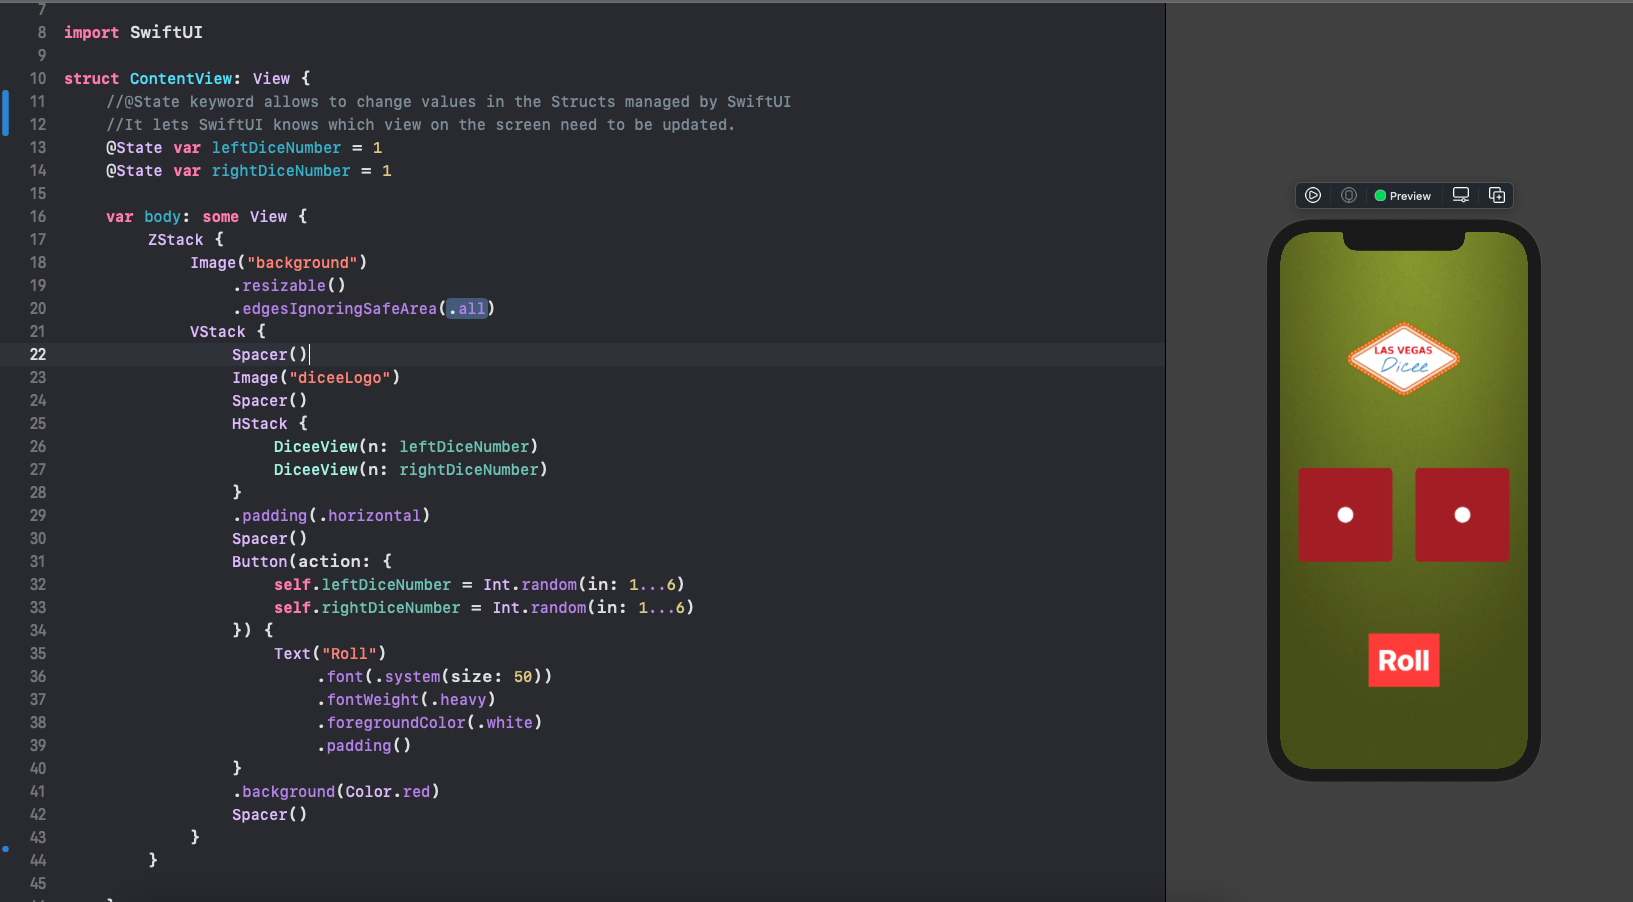 7
8 import SwiftUI
9
10 struct ContentView: View {
11 //@State keyword allows to change values in the Structs managed by SwiftUI
12 //It lets SwiftUI knows which view on the screen need to be updated.
13 @State var leftDiceNumber = 1
14 @State var rightDiceNumber = 1
15
16 var body: some View {
17 ZStack {
18 Image("background")
19 .resizable()
20 .edgesIgnoringSafeArea(.all)
21 VStack {
22 Spacer()
23 Image("diceeLogo")
24 Spacer()
25 HStack {
26 DiceeView(n: leftDiceNumber)
27 DiceeView(n: rightDiceNumber)
28 }
29 .padding(.horizontal)
30 Spacer()
31 Button(action: {
32 self.leftDiceNumber = Int.random(in: 1...6)
33 self.rightDiceNumber = Int.random(in: 1...6)
34 }) {
35 Text("Roll")
36 .font(.system(size: 50))
37 .fontWeight(.heavy)
38 .foregroundColor(.white)
39 .padding()
40 }
41 .background(Color.red)
42 Spacer()
43 }
44 }
45
Preview
LAS VEGAS
Dicee
Roll